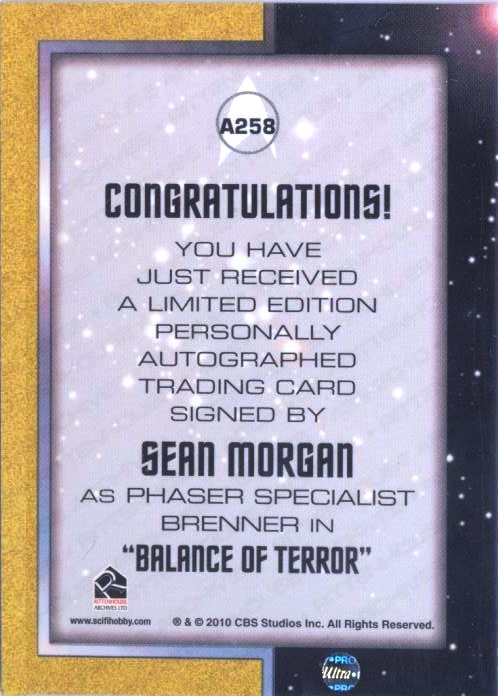 A258
CONGRATULATIONS!
YOU HAVE
JUST RECEIVED
A LIMITED EDITION
PERSONALLY
AUTOGRAPHED
TRADING CARD
SIGNED BY
SEAN MORGAN
AS PHASER SPECIALIST
BRENNER IN
“BALANCE OF TERROR”
RITTENHOUSE
ARCHIVES LTD
www.scifihobby.com ® & © 2010 CBS Studios Inc. All Rights Reserved.
PRO
Ultra
PRO